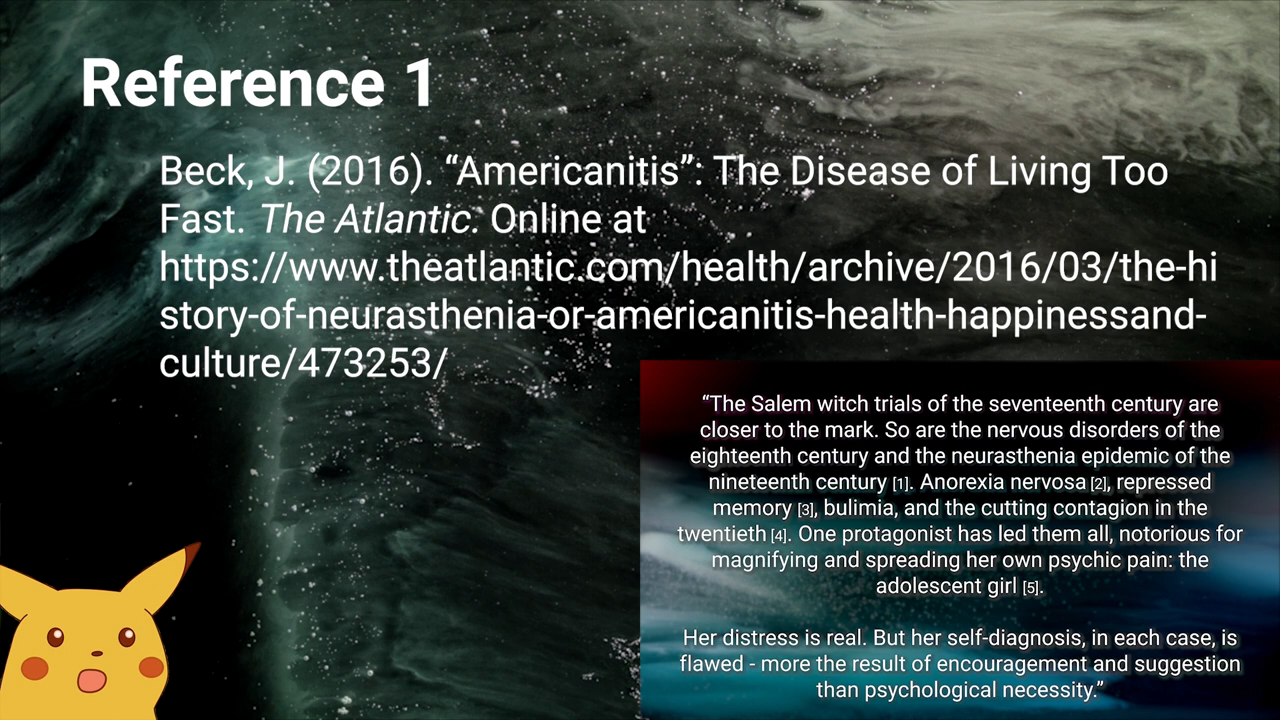 Reference 1
Beck, J. (2016). “Americanitis”: The Disease of Living Too
Fast. The Atlantic. Online at
https://www.theatlantic.com/health/archive/2016/03/the-hi
story-of-neurasthenia-or-americanitis-health-happinessand-
culture/473253/
“The Salem witch trials of the seventeenth century are
closer to the mark. So are the nervous disorders of the
eighteenth century and the neurasthenia epidemic of the
nineteenth century [1]. Anorexia nervosa [2], repressed
memory [3], bulimia, and the cutting contagion in the
twentieth [4]. One protagonist has led them all, notorious for
magnifying and spreading her own psychic pain: the
adolescent girl [5].
Her distress is real. But her self-diagnosis, in each case, is
flawed - more the result of encouragement and suggestion
than psychological necessity.”